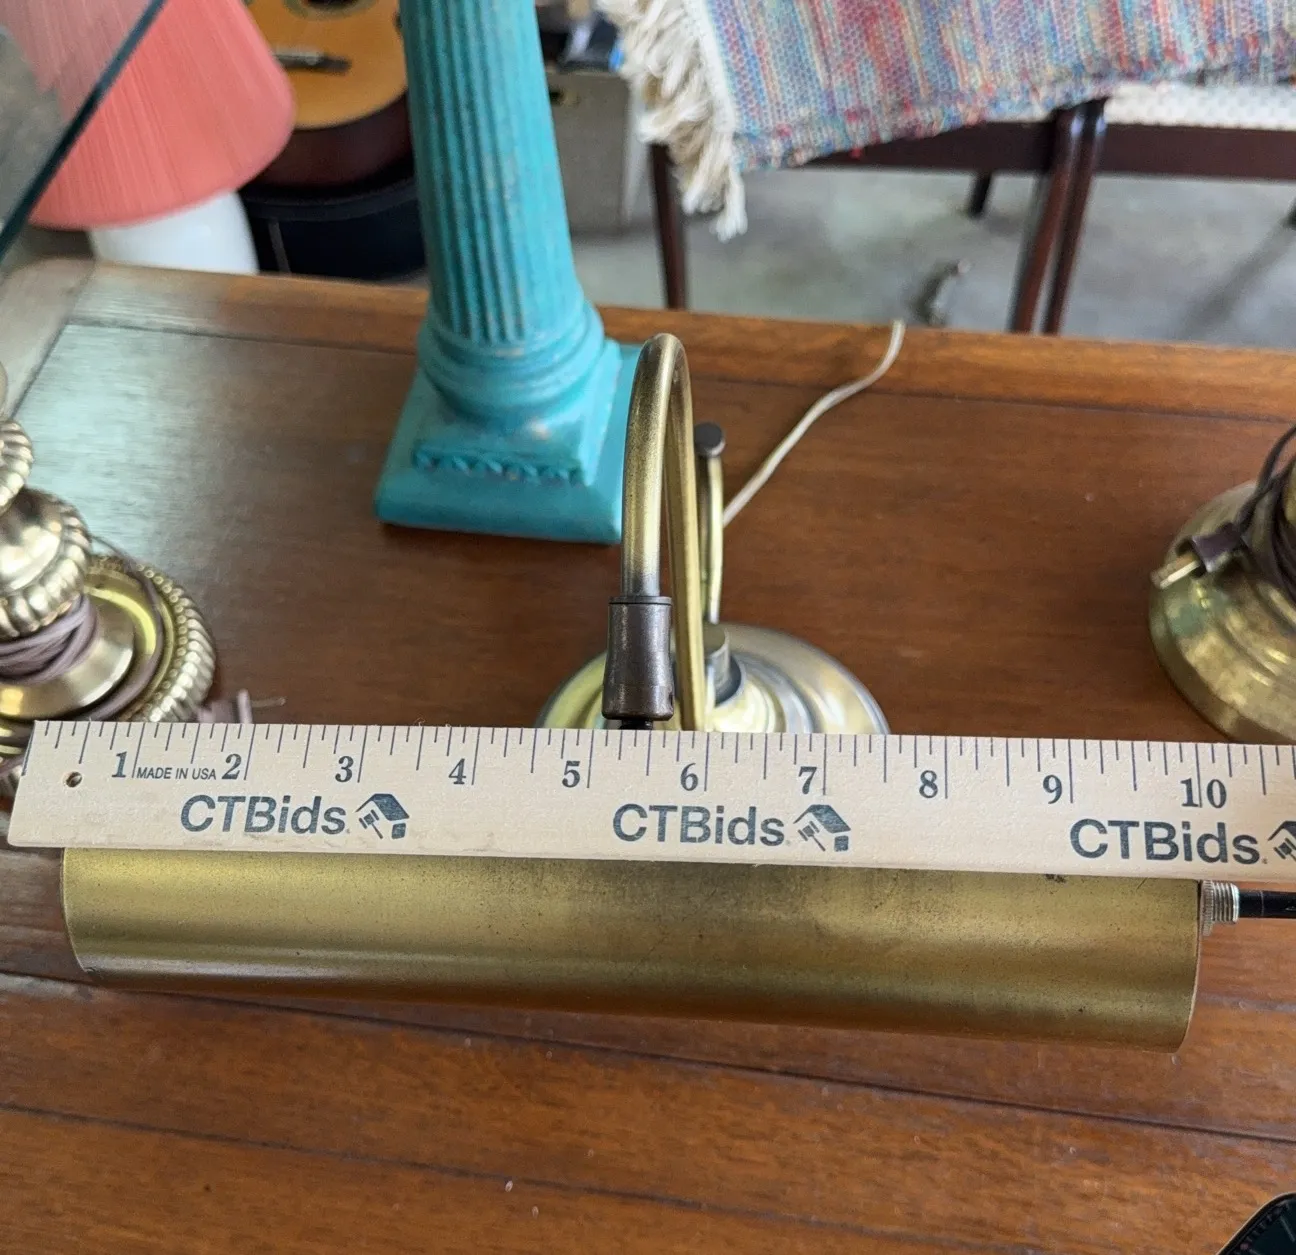 1 MADE IN USA 2 3 4 5 6 7 8 9 10
CTBids. CTBids CTBids.